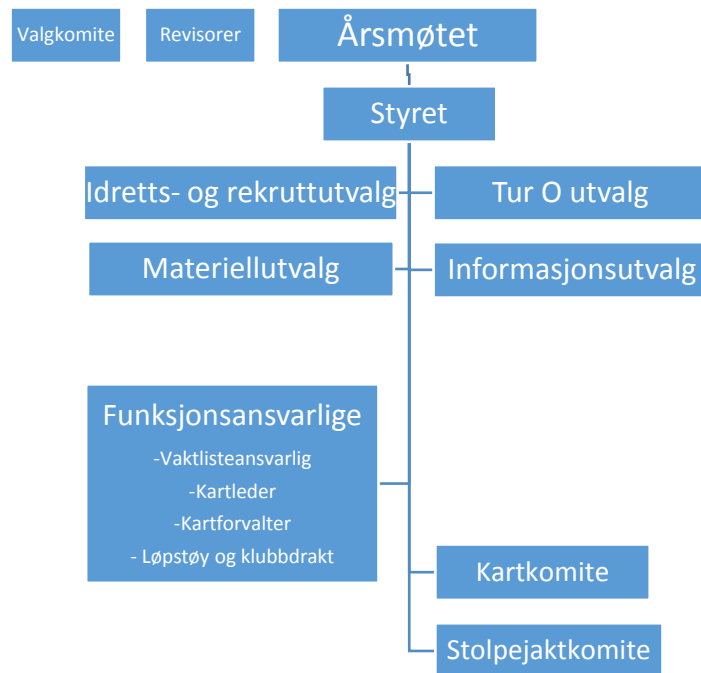 Valgkomite
Revisorer
Årsmøtet
Styret
Idretts- og rekruttutvalg
Tur O utvalg
Materiellutvalg
Informasjonsutvalg
Funksjonsansvarlige
-Vaktlisteansvarlig
-Kartleder
-Kartforvalter
- Løpstøy og klubbdrakt
Kartkomite
Stolpejaktkomite